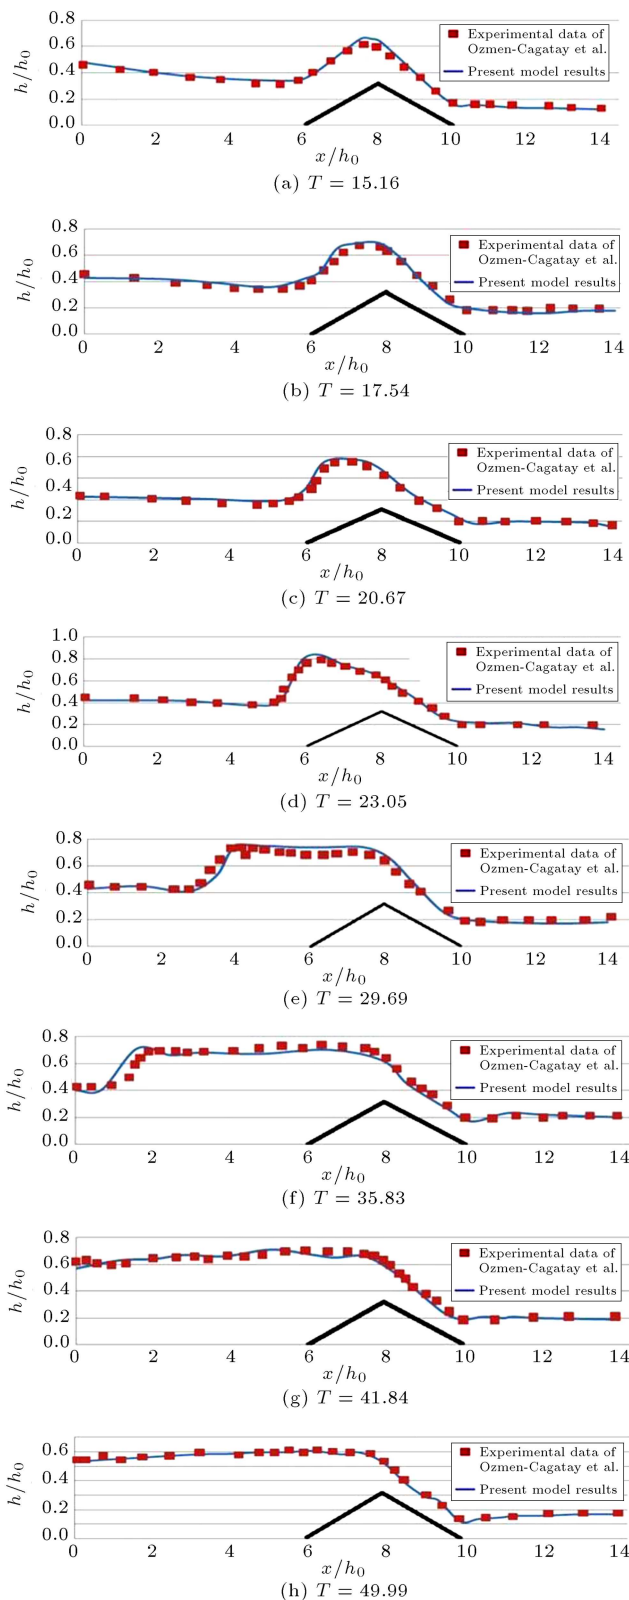 0.8
0.6
0.4
0.2
0.0
h/h0
Experimental data of
Ozmen-Cagatay et al.
Present model results
0 2 4 6 8 10 12 14
x/h0
(a) T = 15.16
0.8
0.6
0.4
0.2
0.0
h/h0
Experimental data of
Ozmen-Cagatay et al.
Present model results
0 2 4 6 8 10 12 14
x/h0
(b) T = 17.54
0.8
0.6
0.4
0.2
0.0
h/h0
Experimental data of
Ozmen-Cagatay et al.
Present model results
0 2 4 6 8 10 12 14
x/h0
(c) T = 20.67
1.0
0.8
0.6
0.4
0.2
0.0
h/h0
Experimental data of
Ozmen-Cagatay et al.
Present model results
0 2 4 6 8 10 12 14
x/h0
(d) T = 23.05
0.8
0.6
0.4
0.2
0.0
h/h0
Experimental data of
Ozmen-Cagatay et al.
Present model results
0 2 4 6 8 10 12 14
x/h0
(e) T = 29.69
0.8
0.6
0.4
0.2
0.0
h/h0
Experimental data of
Ozmen-Cagatay et al.
Present model results
0 2 4 6 8 10 12 14
x/h0
(f) T = 35.83
0.8
0.6
0.4
0.2
0.0
h/h0
Experimental data of
Ozmen-Cagatay et al.
Present model results
0 2 4 6 8 10 12 14
x/h0
(g) T = 41.84
0.6
0.4
0.2
0.0
h/h0
Experimental data of
Ozmen-Cagatay et al.
Present model results
0 2 4 6 8 10 12 14
x/h0
(h) T = 49.99